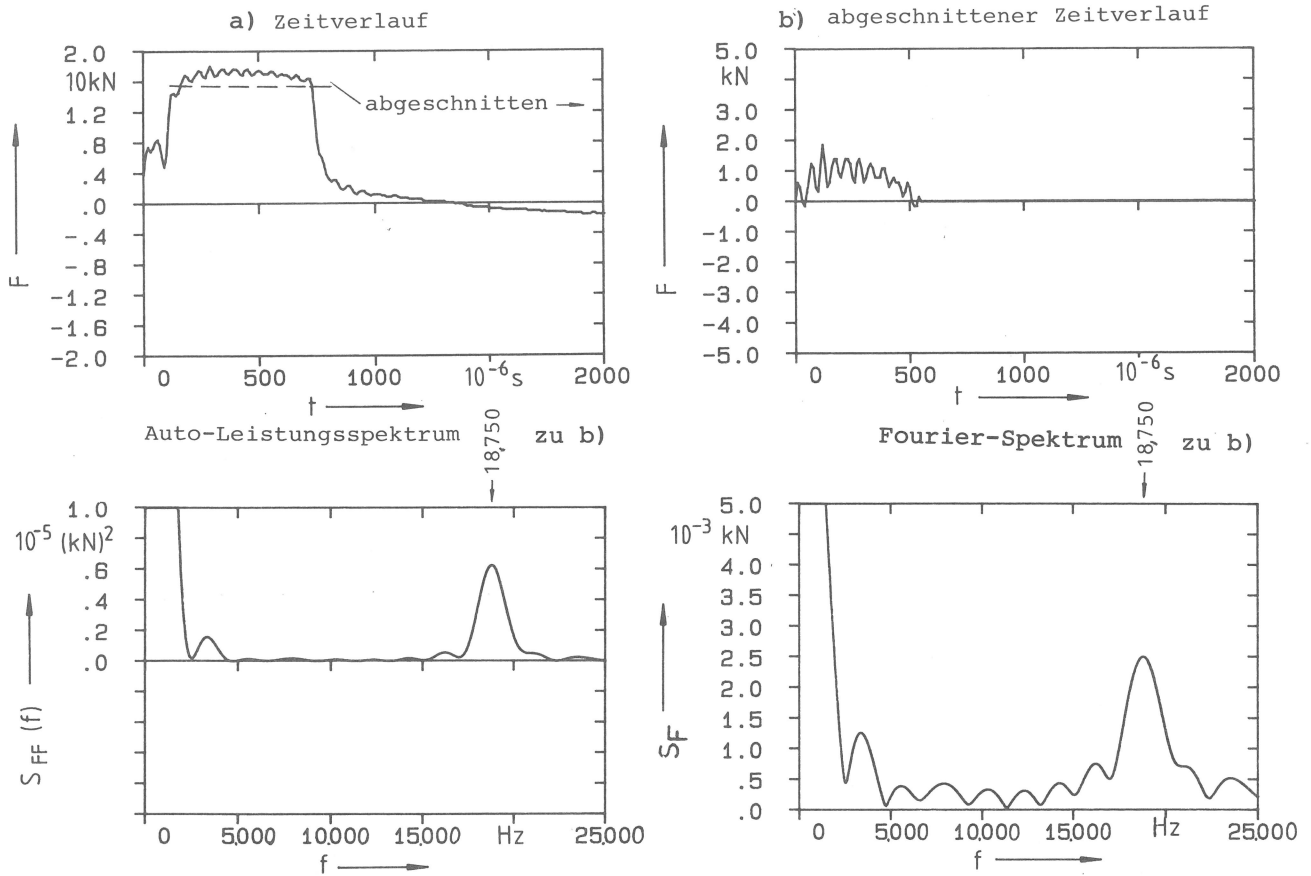 a) Zeitverlauf
2.0
10kN
1.2
.8
.4
.0
-.4
-.8
-1.2
-1.6
-2.0
F
abgeschnitten
0 500 1000 10⁻⁶s 2000
t
b) abgeschnittener Zeitverlauf
5.0
kN
3.0
2.0
1.0
.0
-1.0
-2.0
-3.0
-4.0
-5.0
F
0 500 1000 10⁻⁶s 2000
t
Auto-Leistungsspektrum zu b)
18,750
1.0
10⁻⁵ (kN)²
.6
.4
.2
.0
S_FF (f)
0 5.000 10.000 15.000 Hz 25.000
f
Fourier-Spektrum zu b)
18,750
5.0
10⁻³ kN
4.0
3.5
3.0
2.5
2.0
1.5
1.0
.5
.0
S_F
0 5.000 10.000 15.000 Hz 25.000
f